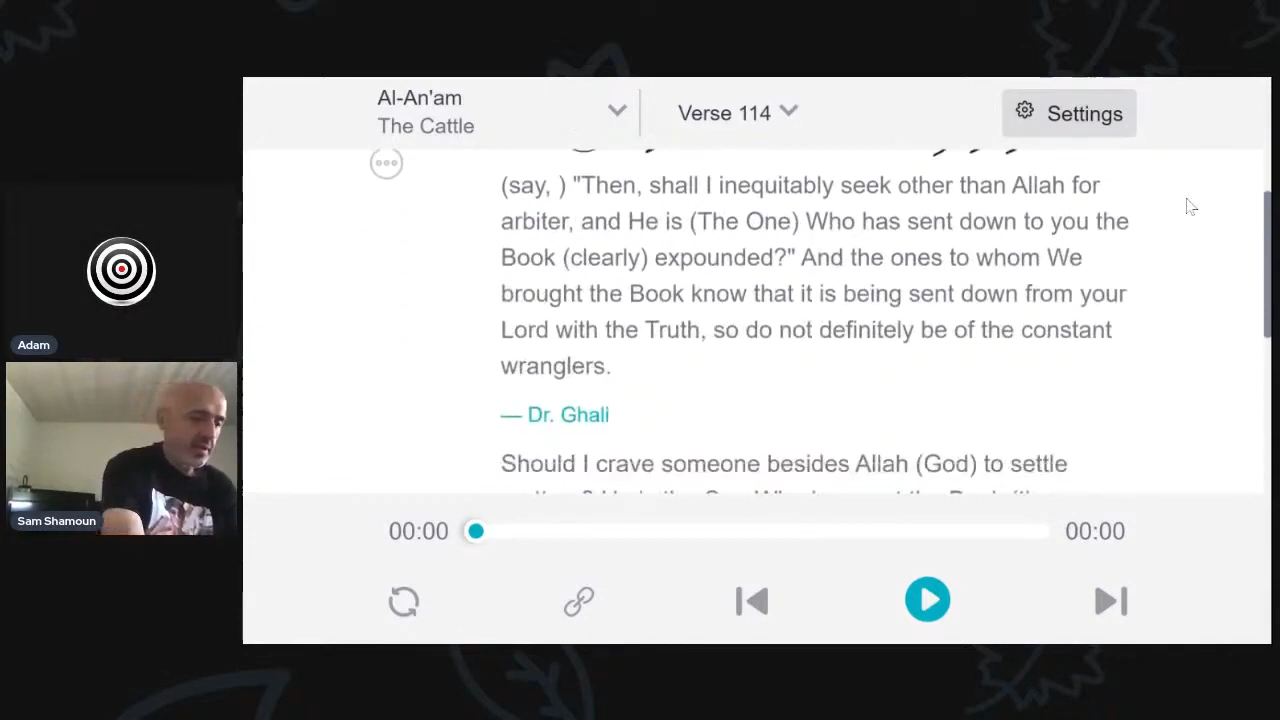 Al-An'am
The Cattle
Verse 114
Settings
(say, ) "Then, shall I inequitably seek other than Allah for
arbiter, and He is (The One) Who has sent down to you the
Book (clearly) expounded?" And the ones to whom We
brought the Book know that it is being sent down from your
Lord with the Truth, so do not definitely be of the constant
wranglers.
— Dr. Ghali
Should I crave someone besides Allah (God) to settle
00:00
00:00
Adam
Sam Shamoun